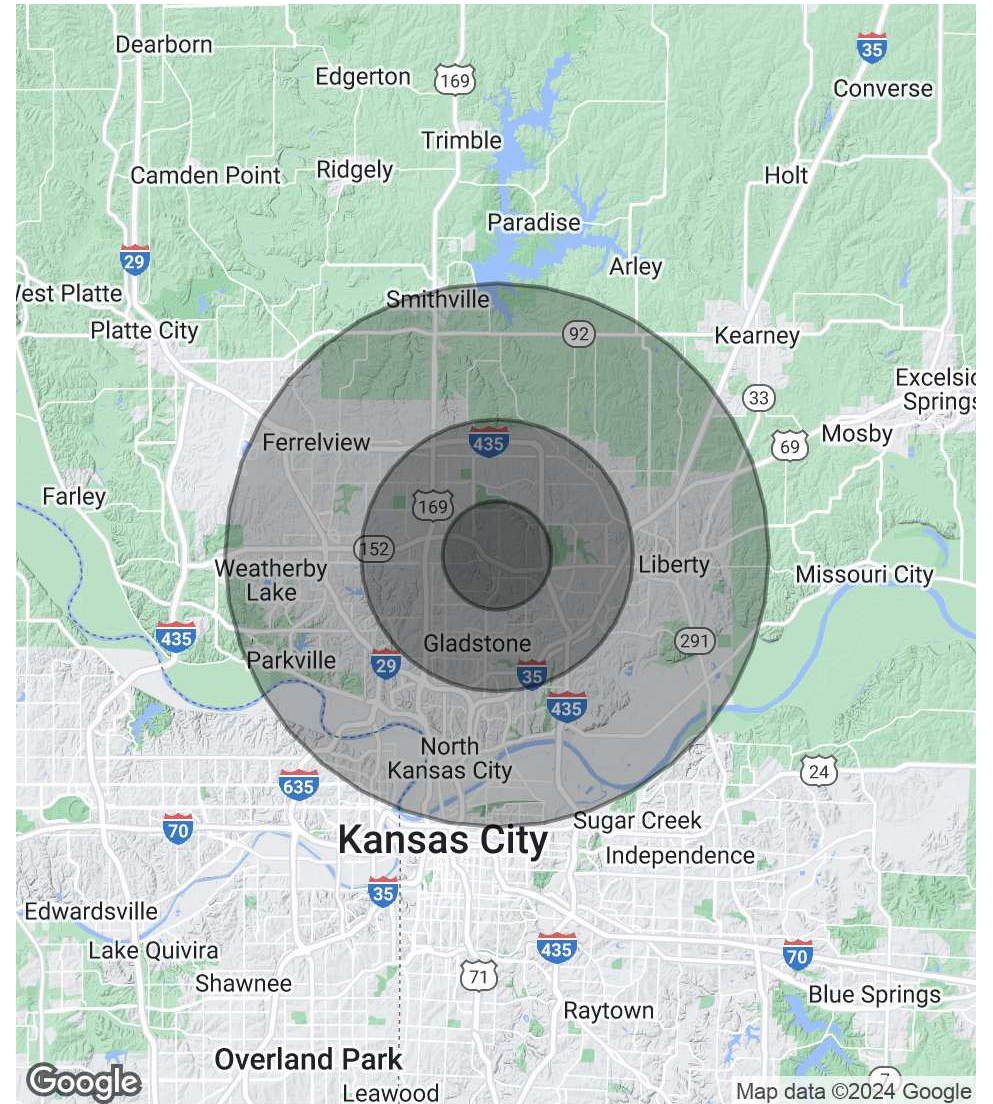 Dearborn
35
Edgerton
169
Converse
Trimble
Camden Point
Ridgely
Holt
Paradise
29
Arley
West Platte
Smithville
Platte City
92
Kearney
Excelsio
Springs
33
Ferrelview
435
69
Mosby
Farley
169
152
Weatherby
Lake
Liberty
Missouri City
435
Gladstone
291
Parkville
29
35
435
North
Kansas City
24
635
70
Sugar Creek
Kansas City
Independence
35
Edwardsville
Lake Quivira
435
70
Shawnee
71
Blue Springs
Raytown
Overland Park
7
Google
Leawood
Map data ©2024 Google